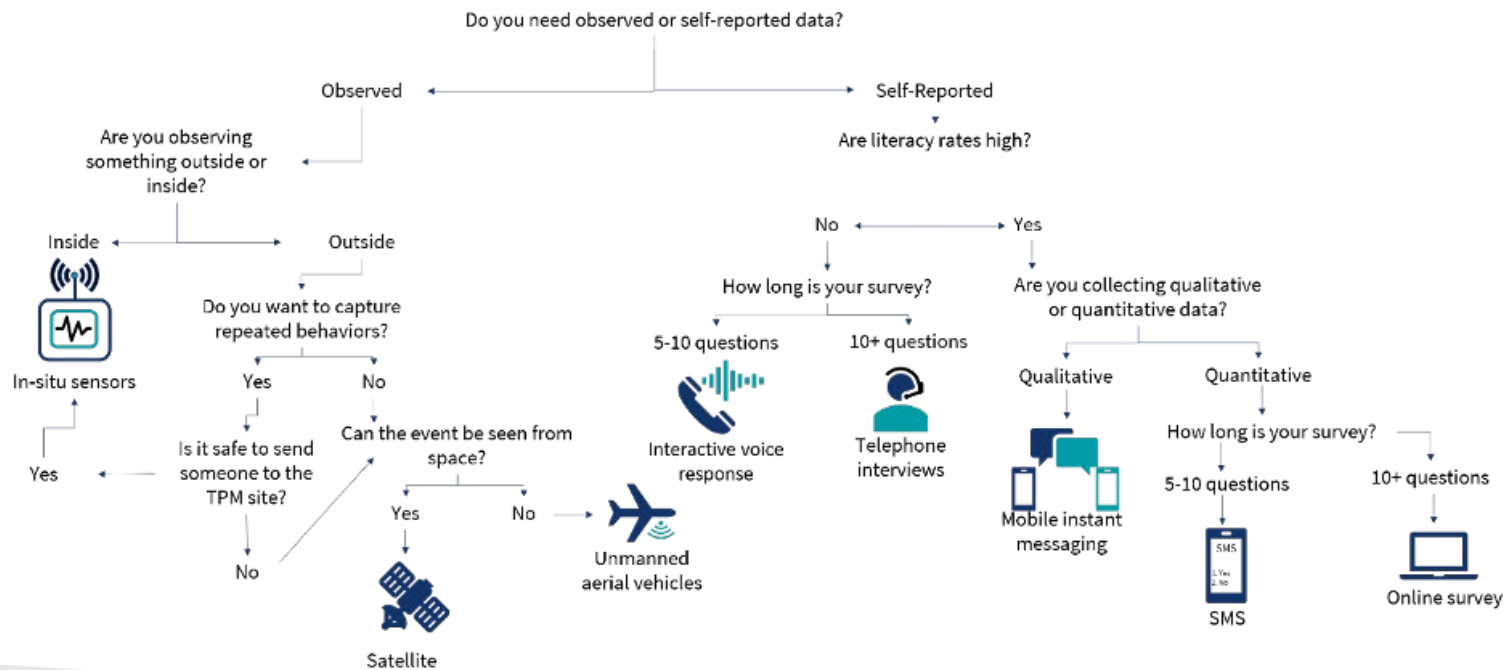 Do you need observed or self-reported data?
Observed
Self-Reported
Are you observing
something outside or
inside?
Are literacy rates high?
Inside
Outside
No
Yes
Do you want to capture
repeated behaviors?
How long is your survey?
Are you collecting qualitative
or quantitative data?
5-10 questions
10+ questions
In-situ sensors
Yes
No
Qualitative
Quantitative
Is it safe to send
someone to the
TPM site?
Can the event be seen from
space?
Interactive voice
response
Telephone
interviews
How long is your survey?
Yes
5-10 questions
10+ questions
Yes
No
Mobile instant
messaging
No
Unmanned
aerial vehicles
SMS
1. Yes
2. No
Online survey
SMS
Satellite